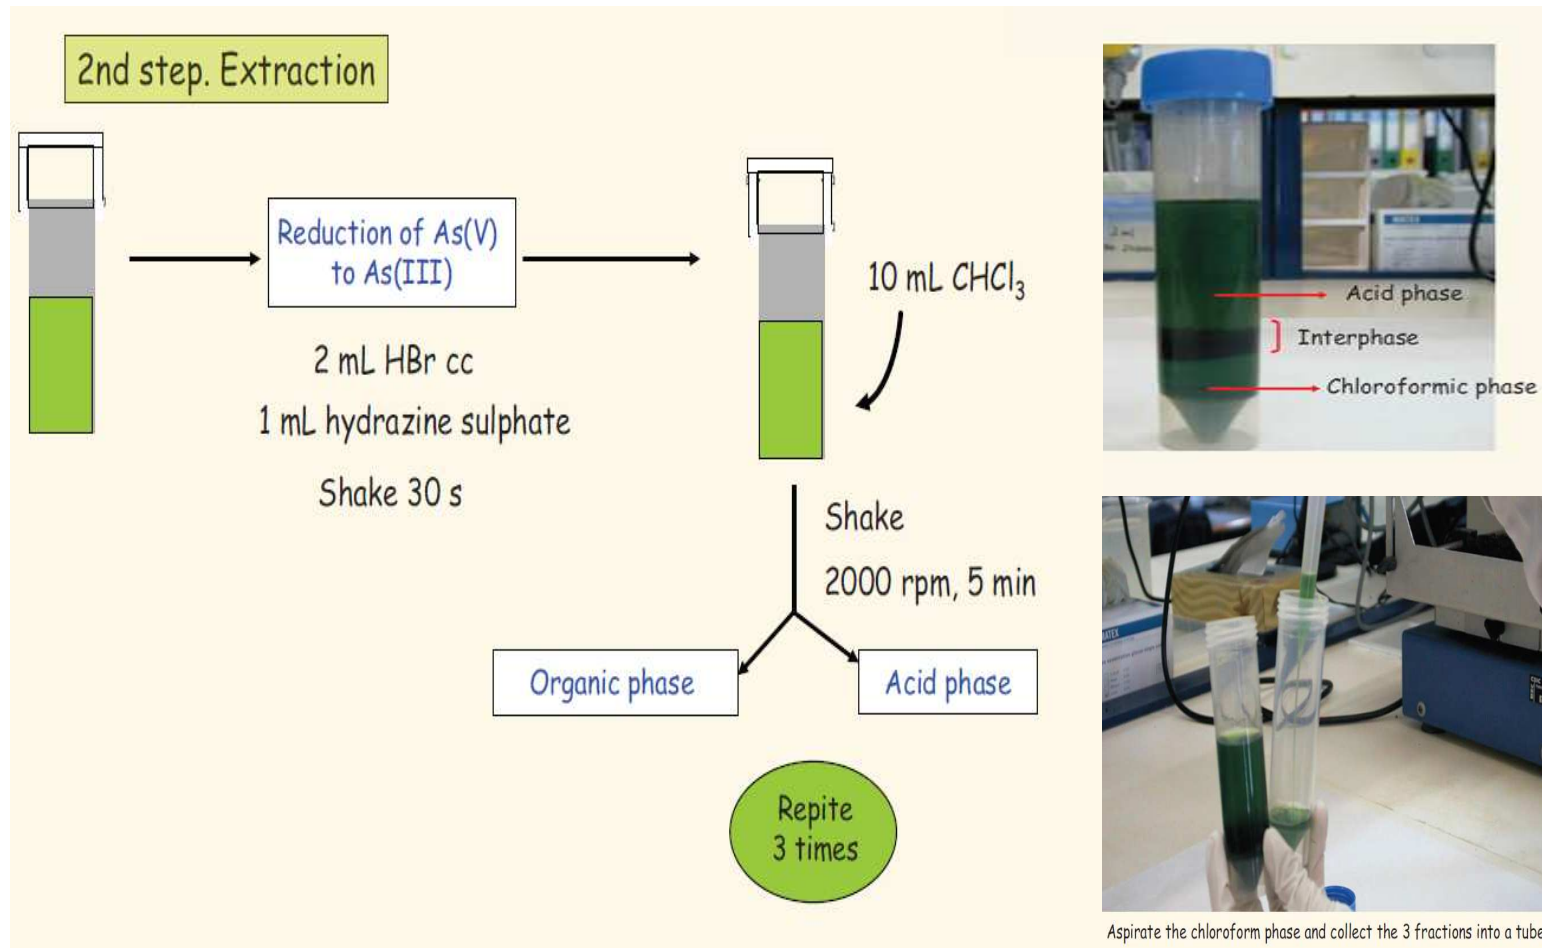 2nd step. Extraction
Reduction of As(V)
to As(III)
2 mL HBr cc
1 mL hydrazine sulphate
Shake 30 s
10 mL CHCl₃
Shake
2000 rpm, 5 min
Organic phase
Acid phase
Repite
3 times
Acid phase
Interphase
Chloroformic phase
Aspirate the chloroform phase and collect the 3 fractions into a tube